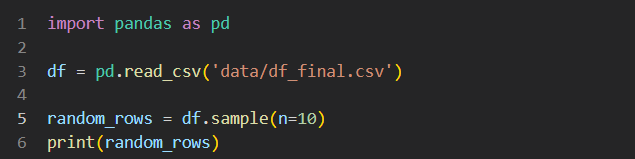 1 import pandas as pd
2
3 df = pd.read_csv('data/df_final.csv')
4
5 random_rows = df.sample(n=10)
6 print(random_rows)